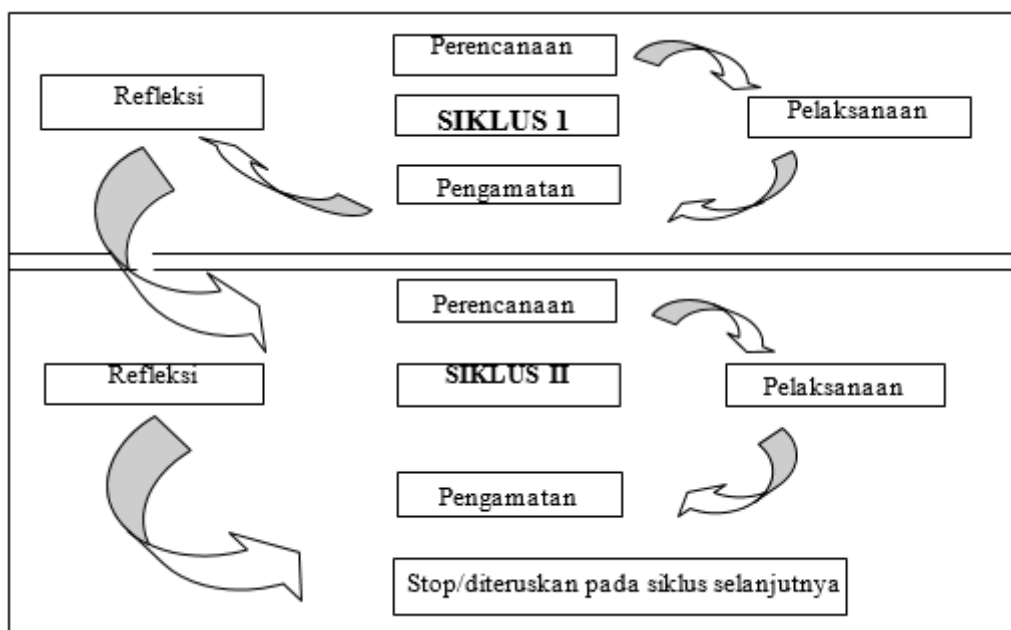 Perencanaan
Refleksi
SIKLUS 1
Pelaksanaan
Pengamatan
Perencanaan
Refleksi
SIKLUS II
Pelaksanaan
Pengamatan
Stop/diteruskan pada siklus selanjutnya